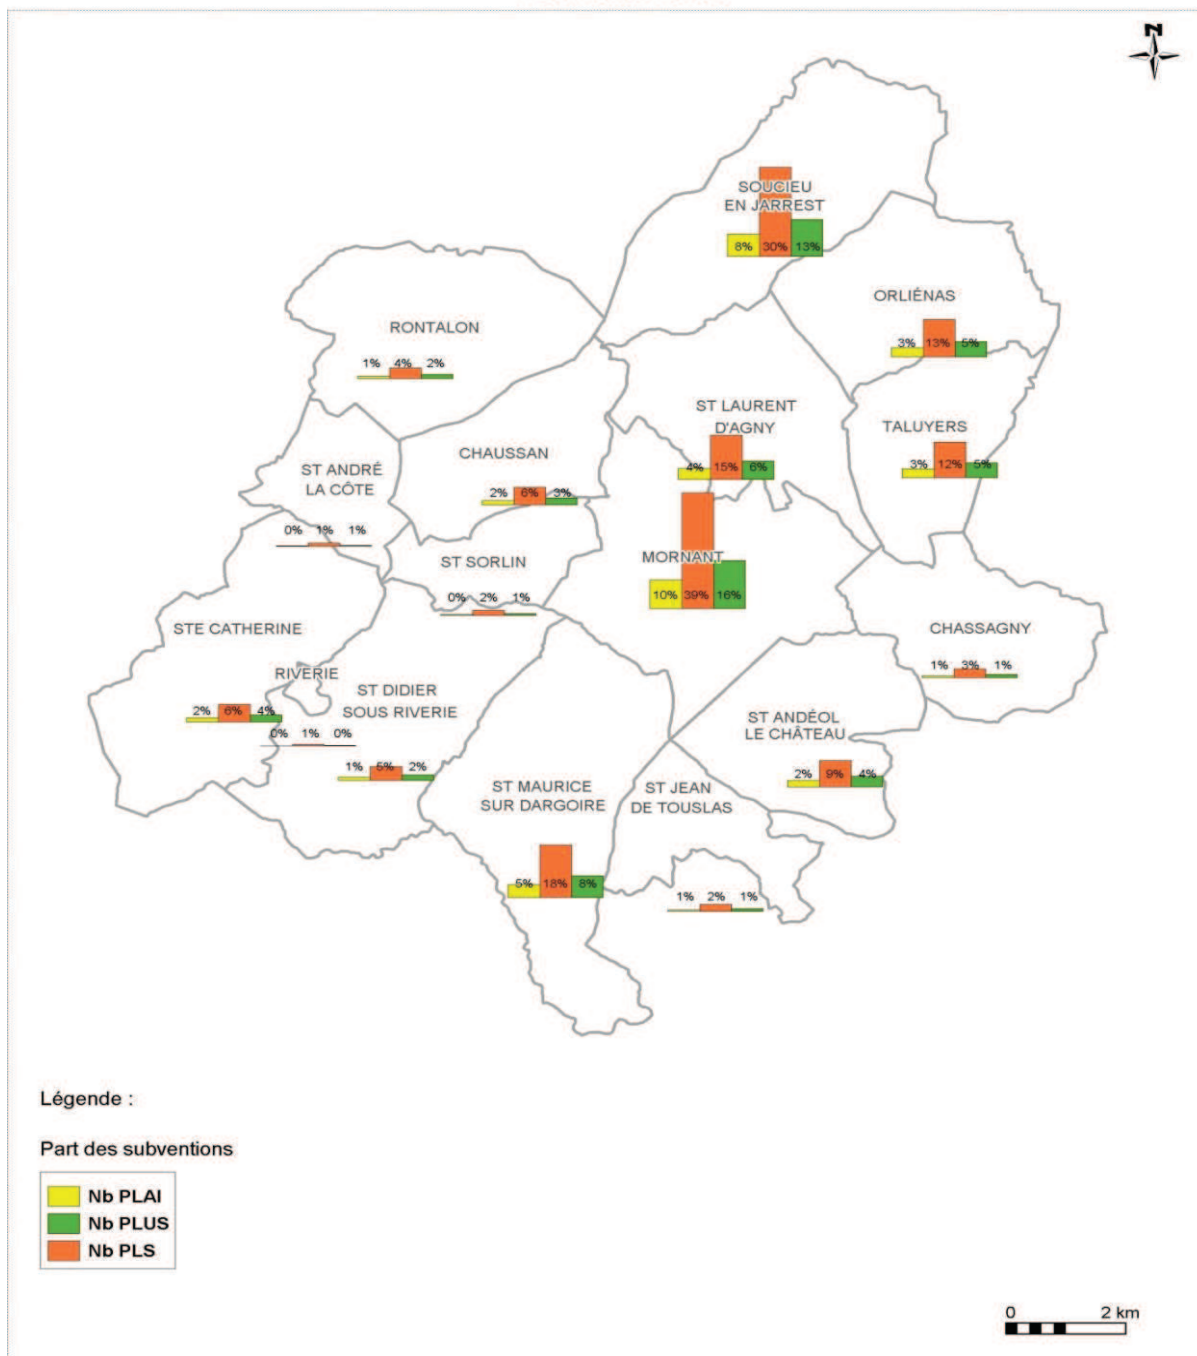 N
SOUCIEU
EN JARREST
8% 30% 13%
ORLIÉNAS
3% 13% 5%
RONTALON
1% 4% 2%
ST LAURENT
D'AGNY
4% 15% 6%
TALUYERS
3% 12% 5%
CHAUSSAN
2% 6% 3%
ST ANDRÉ
LA CÔTE
0% 1% 1%
ST SORLIN
0% 2% 1%
MORNANT
10% 39% 16%
STE CATHERINE
2% 6% 4%
CHASSAGNY
1% 3% 1%
RIVERIE
0% 1% 0%
ST DIDIER
SOUS RIVERIE
1% 5% 2%
ST ANDÉOL
LE CHÂTEAU
2% 9% 4%
ST MAURICE
SUR DARGOIRE
5% 18% 8%
ST JEAN
DE TOUSLAS
1% 2% 1%
Légende :
Part des subventions
Nb PLAI
Nb PLUS
Nb PLS
0 2 km